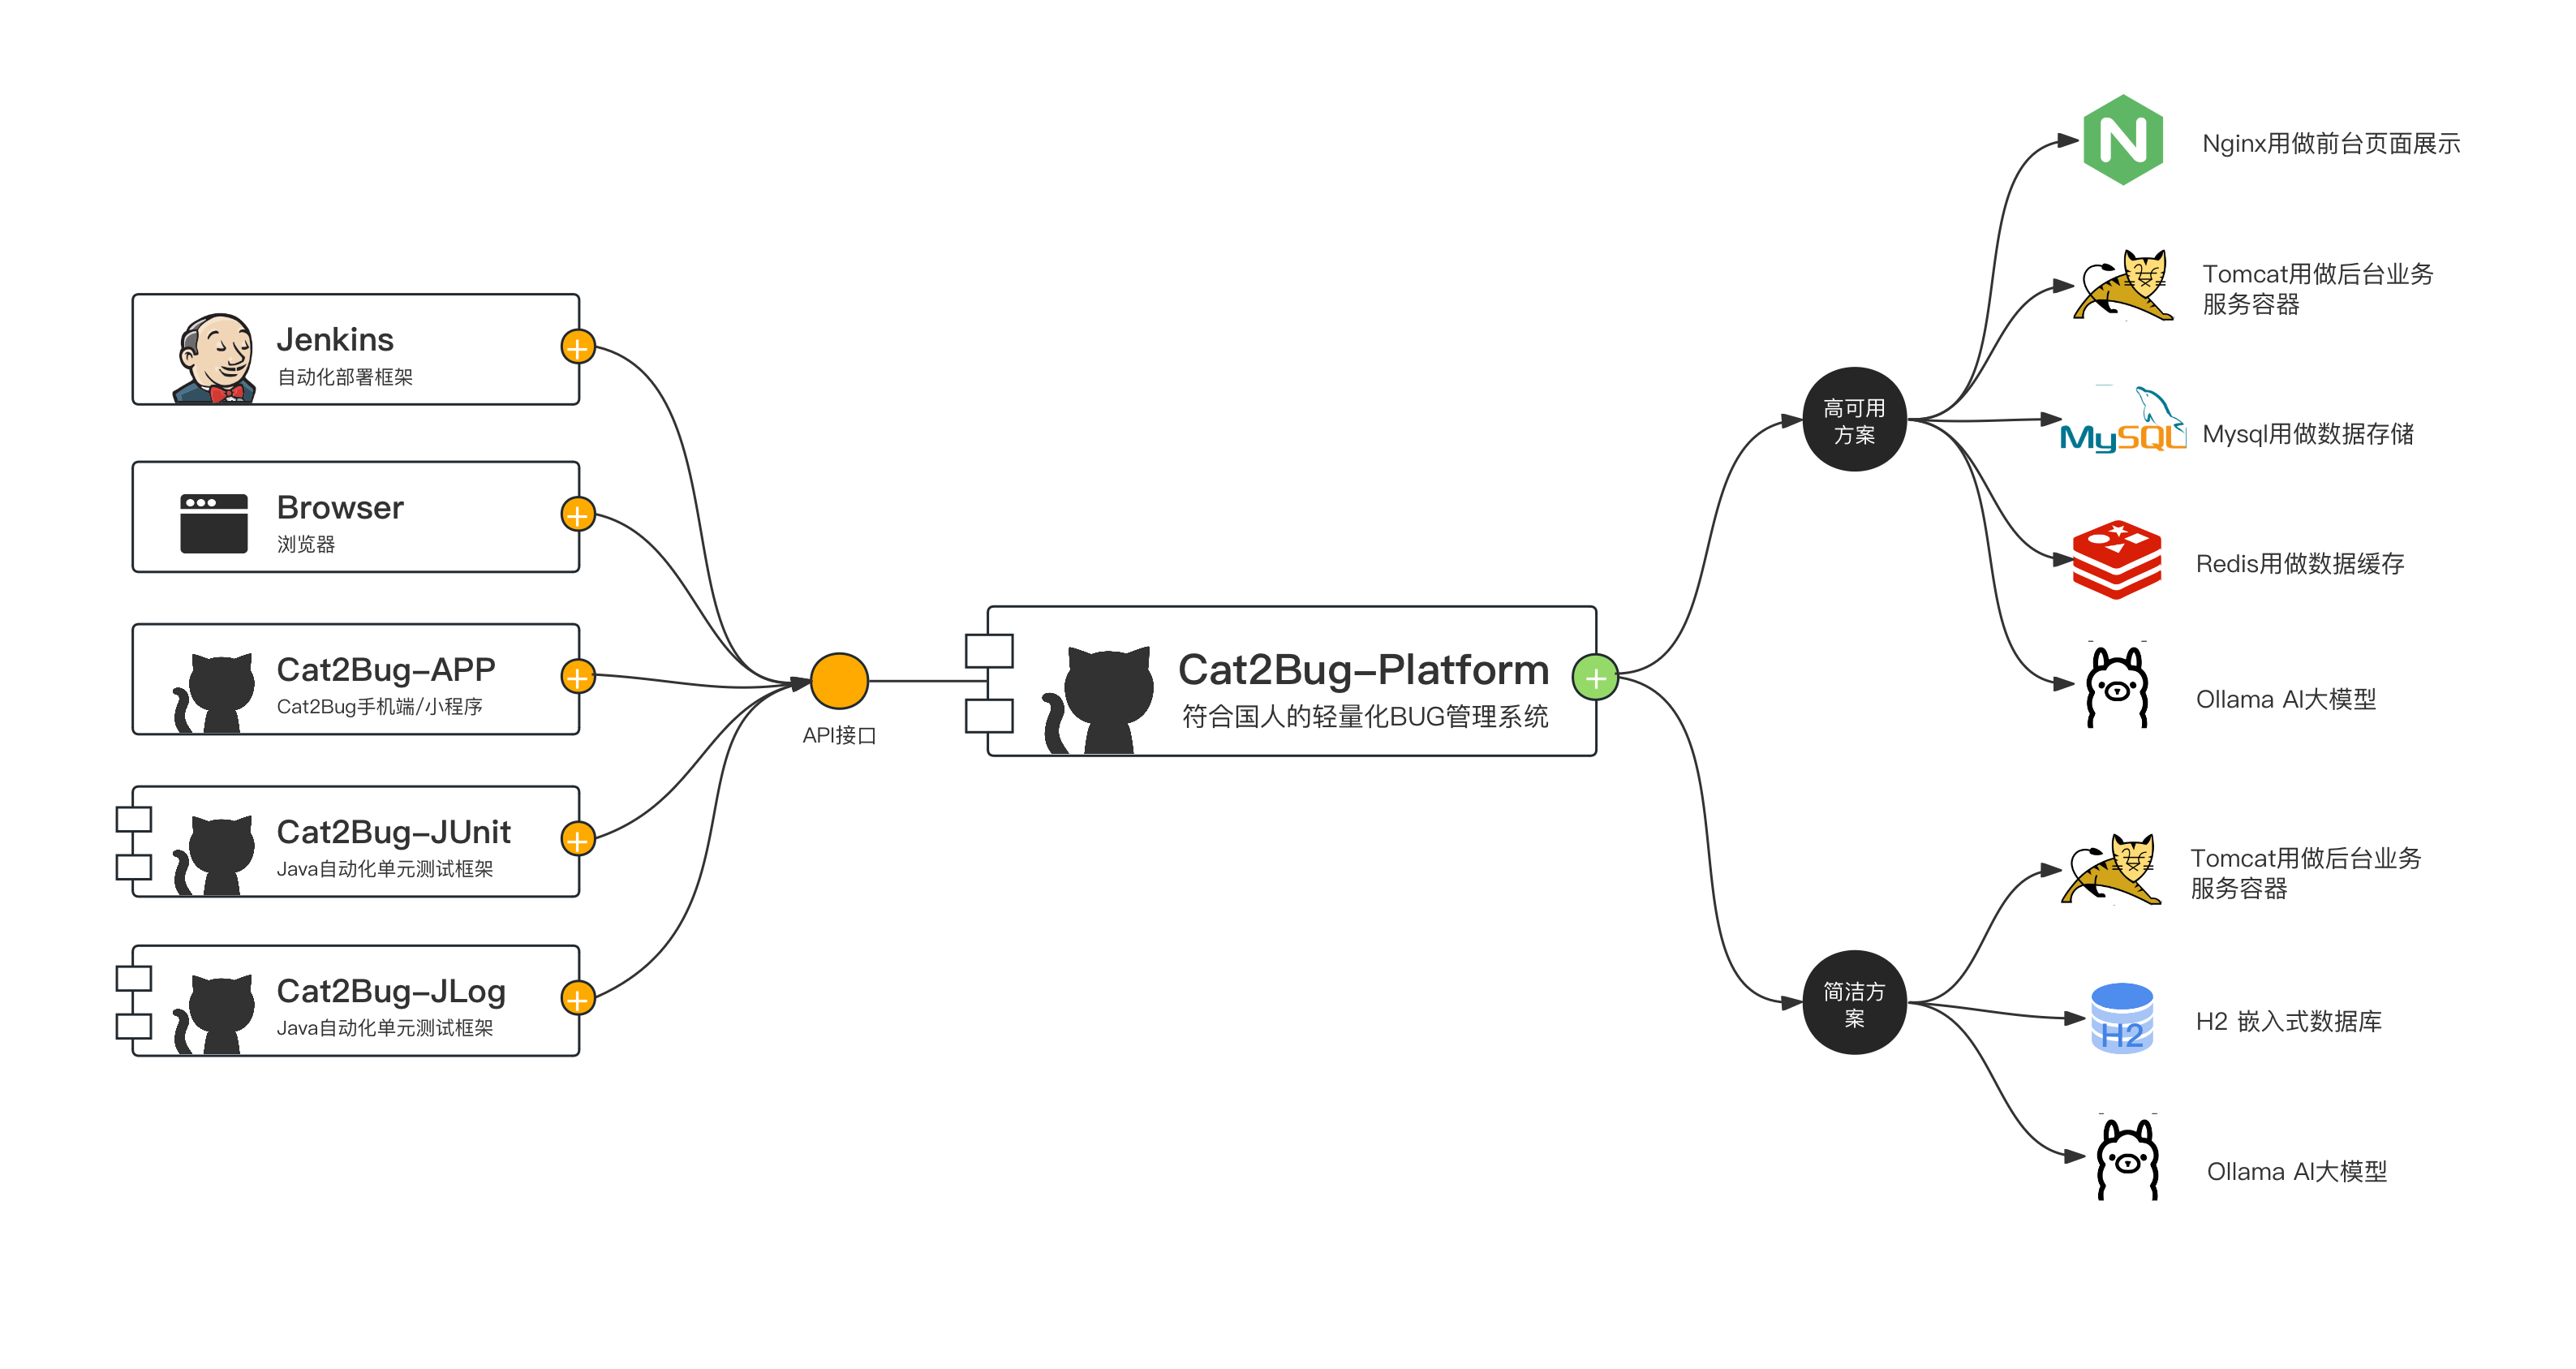 Jenkins
自动化部署框架
Browser
浏览器
Cat2Bug-APP
Cat2Bug手机端/小程序
Cat2Bug-JUnit
Java自动化单元测试框架
Cat2Bug-JLog
Java自动化单元测试框架
API接口
Cat2Bug-Platform
符合国人的轻量化BUG管理系统
高可用
方案
N
Nginx用做前台页面展示
Tomcat用做后台业务
服务容器
MySQL
Mysql用做数据存储
Redis用做数据缓存
Ollama AI大模型
简洁方
案
Tomcat用做后台业务
服务容器
H2
H2 嵌入式数据库
Ollama AI大模型